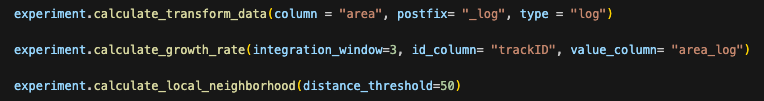 experiment.calculate_transform_data(column = "area", postfix= "_log", type = "log")
experiment.calculate_growth_rate(integration_window=3, id_column= "trackID", value_column= "area_log")
experiment.calculate_local_neighborhood(distance_threshold=50)